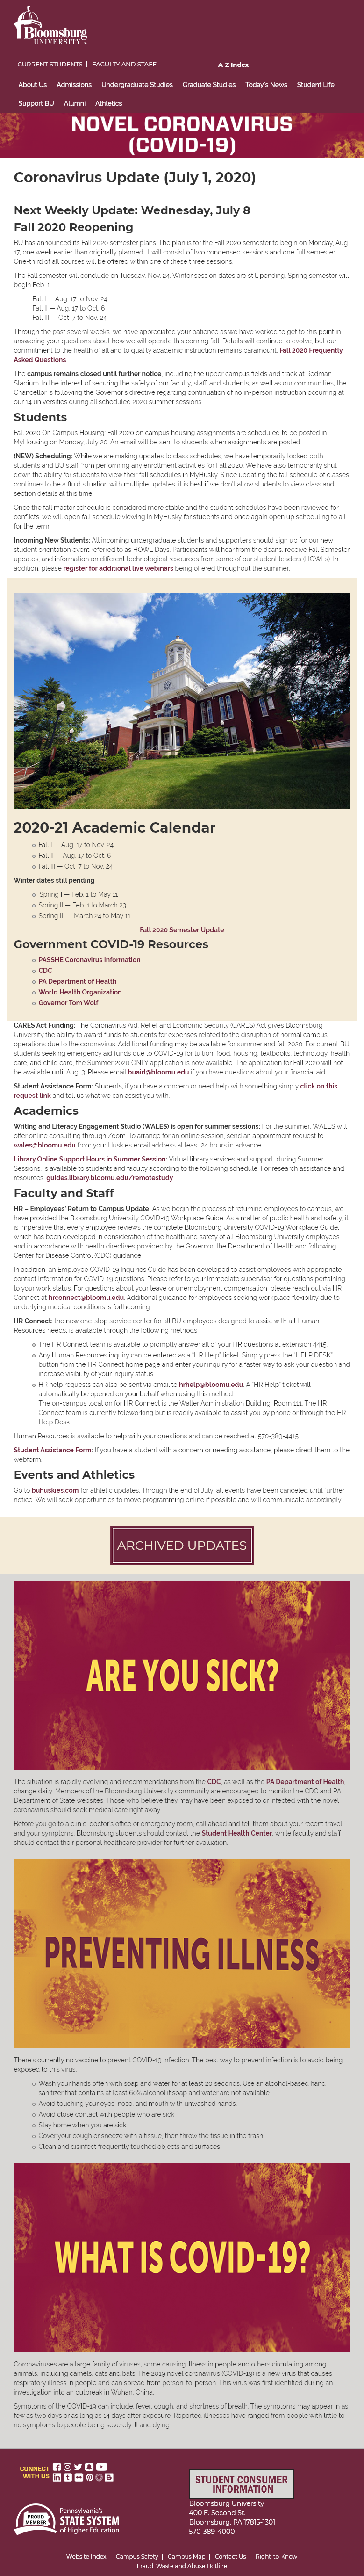 Bloomsburg
UNIVERSITY
CURRENT STUDENTS | FACULTY AND STAFF
A-Z Index
About Us Admissions Undergraduate Studies Graduate Studies Today's News Student Life
Support BU Alumni Athletics
NOVEL CORONAVIRUS
(COVID-19)
Coronavirus Update (July 1, 2020)
Next Weekly Update: Wednesday, July 8
Fall 2020 Reopening
BU has announced its Fall 2020 semester plans. The plan is for the Fall 2020 semester to begin on Monday, Aug.
17, one week earlier than originally planned. It will consist of two condensed sessions and one full semester.
One-third of all courses will be offered within one of these three sessions.
The Fall semester will conclude on Tuesday, Nov. 24. Winter session dates are still pending. Spring semester will
begin Feb. 1.
Fall I — Aug. 17 to Nov. 24
Fall II — Aug. 17 to Oct. 6
Fall III — Oct. 7 to Nov. 24
Through the past several weeks, we have appreciated your patience as we have worked to get to this point in
answering your questions about how we will operate this coming fall. Details will continue to evolve, but our
commitment to the health of all and to quality academic instruction remains paramount. Fall 2020 Frequently
Asked Questions
The campus remains closed until further notice, including the upper campus fields and track at Redman
Stadium. In the interest of securing the safety of our faculty, staff, and students, as well as our communities, the
Chancellor is following the Governor's directive regarding continuation of no in-person instruction occurring at
our 14 universities during all scheduled 2020 summer sessions.
Students
Fall 2020 On Campus Housing: Fall 2020 on campus housing assignments are scheduled to be posted in
MyHousing on Monday, July 20. An email will be sent to students when assignments are posted.
(NEW) Scheduling: While we are making updates to class schedules, we have temporarily locked both
students and BU staff from performing any enrollment activities for Fall 2020. We have also temporarily shut
down the ability for students to view their fall schedules in MyHusky. Since updating the fall schedule of classes
continues to be a fluid situation with multiple updates, it is best if we don't allow students to view class and
section details at this time.
Once the fall master schedule is considered more stable and the student schedules have been reviewed for
conflicts, we will open fall schedule viewing in MyHusky for students and once again open up scheduling to all
for the term.
Incoming New Students: All incoming undergraduate students and supporters should sign up for our new
student orientation event referred to as HOWL Days. Participants will hear from the deans, receive Fall Semester
updates, and information on different technological resources from some of our student leaders (HOWLs). In
addition, please register for additional live webinars being offered throughout the summer.
2020-21 Academic Calendar
o Fall I — Aug. 17 to Nov. 24
o Fall II — Aug. 17 to Oct. 6
o Fall III — Oct. 7 to Nov. 24
Winter dates still pending
o Spring I — Feb. 1 to May 11
o Spring II — Feb. 1 to March 23
o Spring III — March 24 to May 11
Fall 2020 Semester Update
Government COVID-19 Resources
o PASSHE Coronavirus Information
o CDC
o PA Department of Health
o World Health Organization
o Governor Tom Wolf
CARES Act Funding: The Coronavirus Aid, Relief and Economic Security (CARES) Act gives Bloomsburg
University the ability to award funds to students for expenses related to the disruption of normal campus
operations due to the coronavirus. Additional funding may be available for summer and fall 2020. For current BU
students seeking emergency aid funds due to COVID-19 for tuition, food, housing, textbooks, technology, health
care, and child care, the Summer 2020 ONLY application is now available. The application for Fall 2020 will not
be available until Aug. 3. Please email buaid@bloomu.edu if you have questions about your financial aid.
Student Assistance Form: Students, if you have a concern or need help with something simply click on this
request link and tell us what we can assist you with.
Academics
Writing and Literacy Engagement Studio (WALES) is open for summer sessions: For the summer, WALES will
offer online consulting through Zoom. To arrange for an online session, send an appointment request to
wales@bloomu.edu from your Huskies email address at least 24 hours in advance.
Library Online Support Hours in Summer Session: Virtual library services and support, during Summer
Sessions, is available to students and faculty according to the following schedule. For research assistance and
resources, guides.library.bloomu.edu/remotestudy.
Faculty and Staff
HR – Employees' Return to Campus Update: As we begin the process of returning employees to campus, we
have provided the Bloomsburg University COVID-19 Workplace Guide. As a matter of public health and safety, it
is imperative that every employee reviews the complete Bloomsburg University COVID-19 Workplace Guide,
which has been developed in consideration of the health and safety of all Bloomsburg University employees
and in accordance with health directives provided by the Governor, the Department of Health and following
Center for Disease Control (CDC) guidance.
In addition, an Employee COVID-19 Inquiries Guide has been developed to assist employees with appropriate
contact information for COVID-19 questions. Please refer to your immediate supervisor for questions pertaining
to your work status. For questions about your leave or unemployment compensation, please reach out via HR
Connect at hrconnect@bloomu.edu. Additional guidance for employees seeking workplace flexibility due to
underlying medical conditions is forthcoming.
HR Connect: the new one-stop service center for all BU employees designed to assist with all Human
Resources needs, is available through the following methods.
o The HR Connect team is available to promptly answer all of your HR questions at extension 4415.
o Any Human Resources inquiry can be entered as a "HR Help" ticket. Simply press the "HELP DESK"
button from the HR Connect home page and enter your inquiry for a faster way to ask your question and
increase visibility of your inquiry status.
o HR help requests can also be sent via email to hrhelp@bloomu.edu. A "HR Help" ticket will
automatically be opened on your behalf when using this method.
The on-campus location for HR Connect is the Waller Administration Building, Room 111. The HR
Connect team is currently teleworking but is readily available to assist you by phone or through the HR
Help Desk.
Human Resources is available to help with your questions and can be reached at 570-389-4415.
Student Assistance Form: If you have a student with a concern or needing assistance, please direct them to the
webform.
Events and Athletics
Go to buhuskies.com for athletic updates. Through the end of July, all events have been canceled until further
notice. We will seek opportunities to move programming online if possible and will communicate accordingly.
ARCHIVED UPDATES
ARE YOU SICK?
The situation is rapidly evolving and recommendations from the CDC, as well as the PA Department of Health,
change daily. Members of the Bloomsburg University community are encouraged to monitor the CDC and PA
Department of State websites. Those who believe they may have been exposed to or infected with the novel
coronavirus should seek medical care right away.
Before you go to a clinic, doctor's office or emergency room, call ahead and tell them about your recent travel
and your symptoms. Bloomsburg students should contact the Student Health Center, while faculty and staff
should contact their personal healthcare provider for further evaluation.
PREVENTING ILLNESS
There's currently no vaccine to prevent COVID-19 infection. The best way to prevent infection is to avoid being
exposed to this virus.
o Wash your hands often with soap and water for at least 20 seconds. Use an alcohol-based hand
sanitizer that contains at least 60% alcohol if soap and water are not available.
o Avoid touching your eyes, nose, and mouth with unwashed hands.
o Avoid close contact with people who are sick.
o Stay home when you are sick.
o Cover your cough or sneeze with a tissue, then throw the tissue in the trash.
o Clean and disinfect frequently touched objects and surfaces.
WHAT IS COVID-19?
Coronaviruses are a large family of viruses, some causing illness in people and others circulating among
animals, including camels, cats and bats. The 2019 novel coronavirus (COVID-19) is a new virus that causes
respiratory illness in people and can spread from person-to-person. This virus was first identified during an
investigation into an outbreak in Wuhan, China.
Symptoms of the COVID-19 can include: fever, cough, and shortness of breath. The symptoms may appear in as
few as two days or as long as 14 days after exposure. Reported illnesses have ranged from people with little to
no symptoms to people being severely ill and dying.
CONNECT
WITH US
STUDENT CONSUMER
INFORMATION
Bloomsburg University
400 E. Second St.
Bloomsburg, PA 17815-1301
570-389-4000
PROUD
MEMBER
Pennsylvania's
STATE SYSTEM
of Higher Education
Website Index | Campus Safety | Campus Map | Contact Us | Right-to-Know |
Fraud, Waste and Abuse Hotline